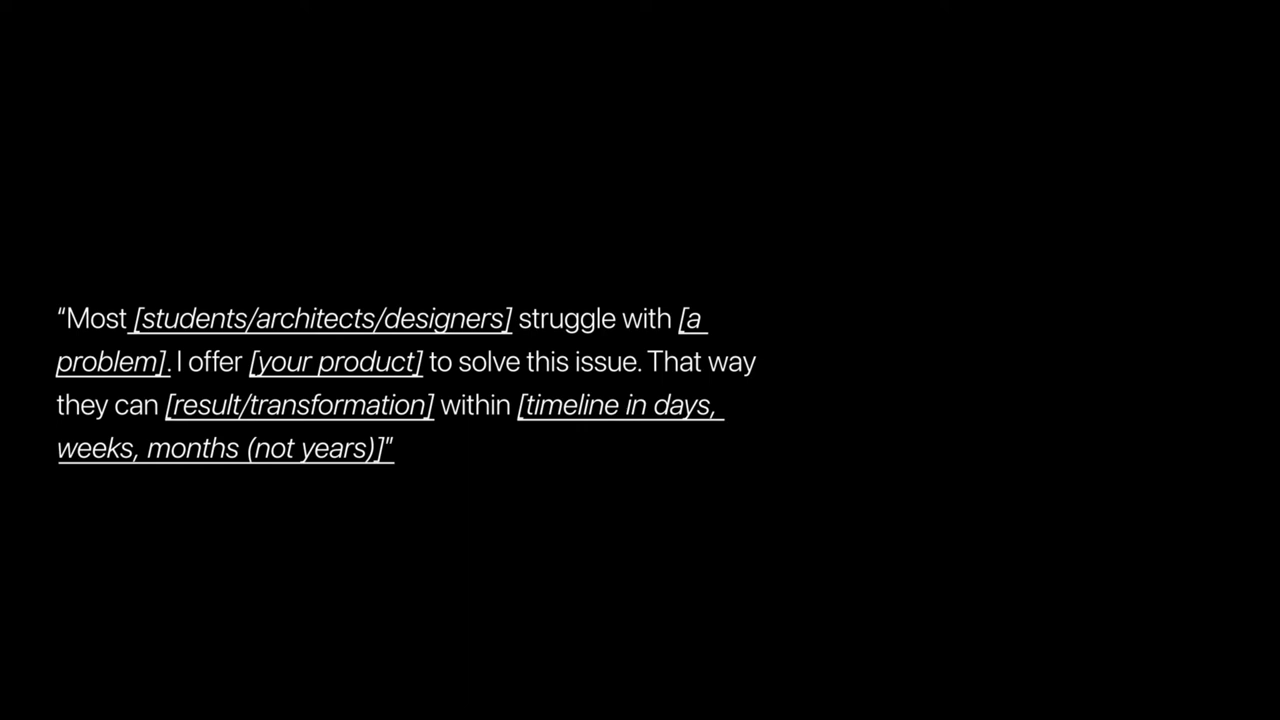 “Most [students/architects/designers] struggle with [a
problem]. I offer [your product] to solve this issue. That way
they can [result/transformation] within [timeline in days,
weeks, months (not years)]”